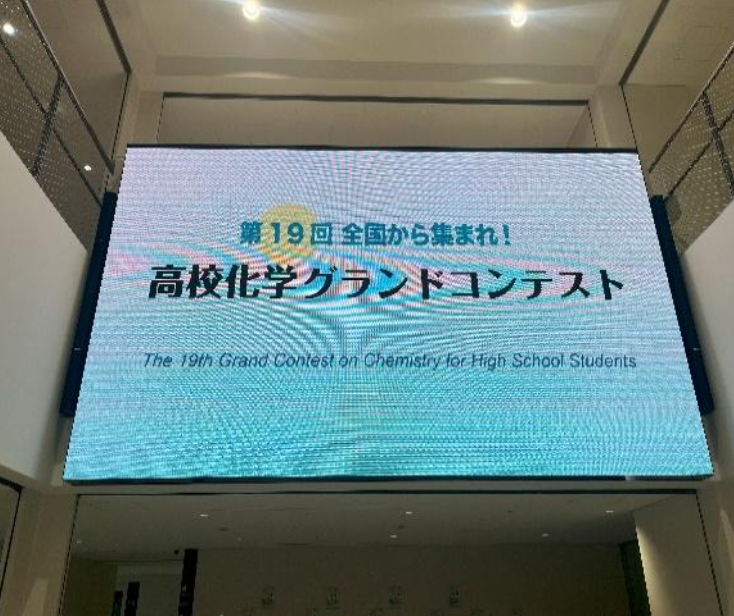 第19回 全国から集まれ！
高校化学グランドコンテスト
The 19th Grand Contest on Chemistry for High School Students